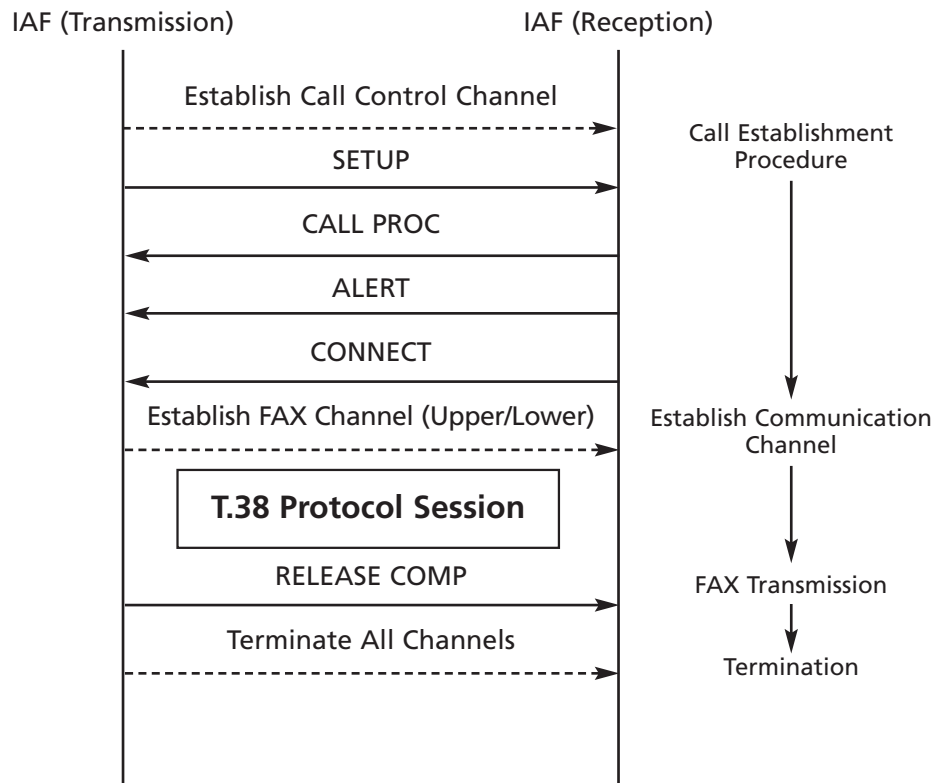 IAF (Transmission)
IAF (Reception)
Establish Call Control Channel
SETUP
CALL PROC
ALERT
CONNECT
Establish FAX Channel (Upper/Lower)
T.38 Protocol Session
RELEASE COMP
Terminate All Channels
Call Establishment
Procedure
Establish Communication
Channel
FAX Transmission
Termination